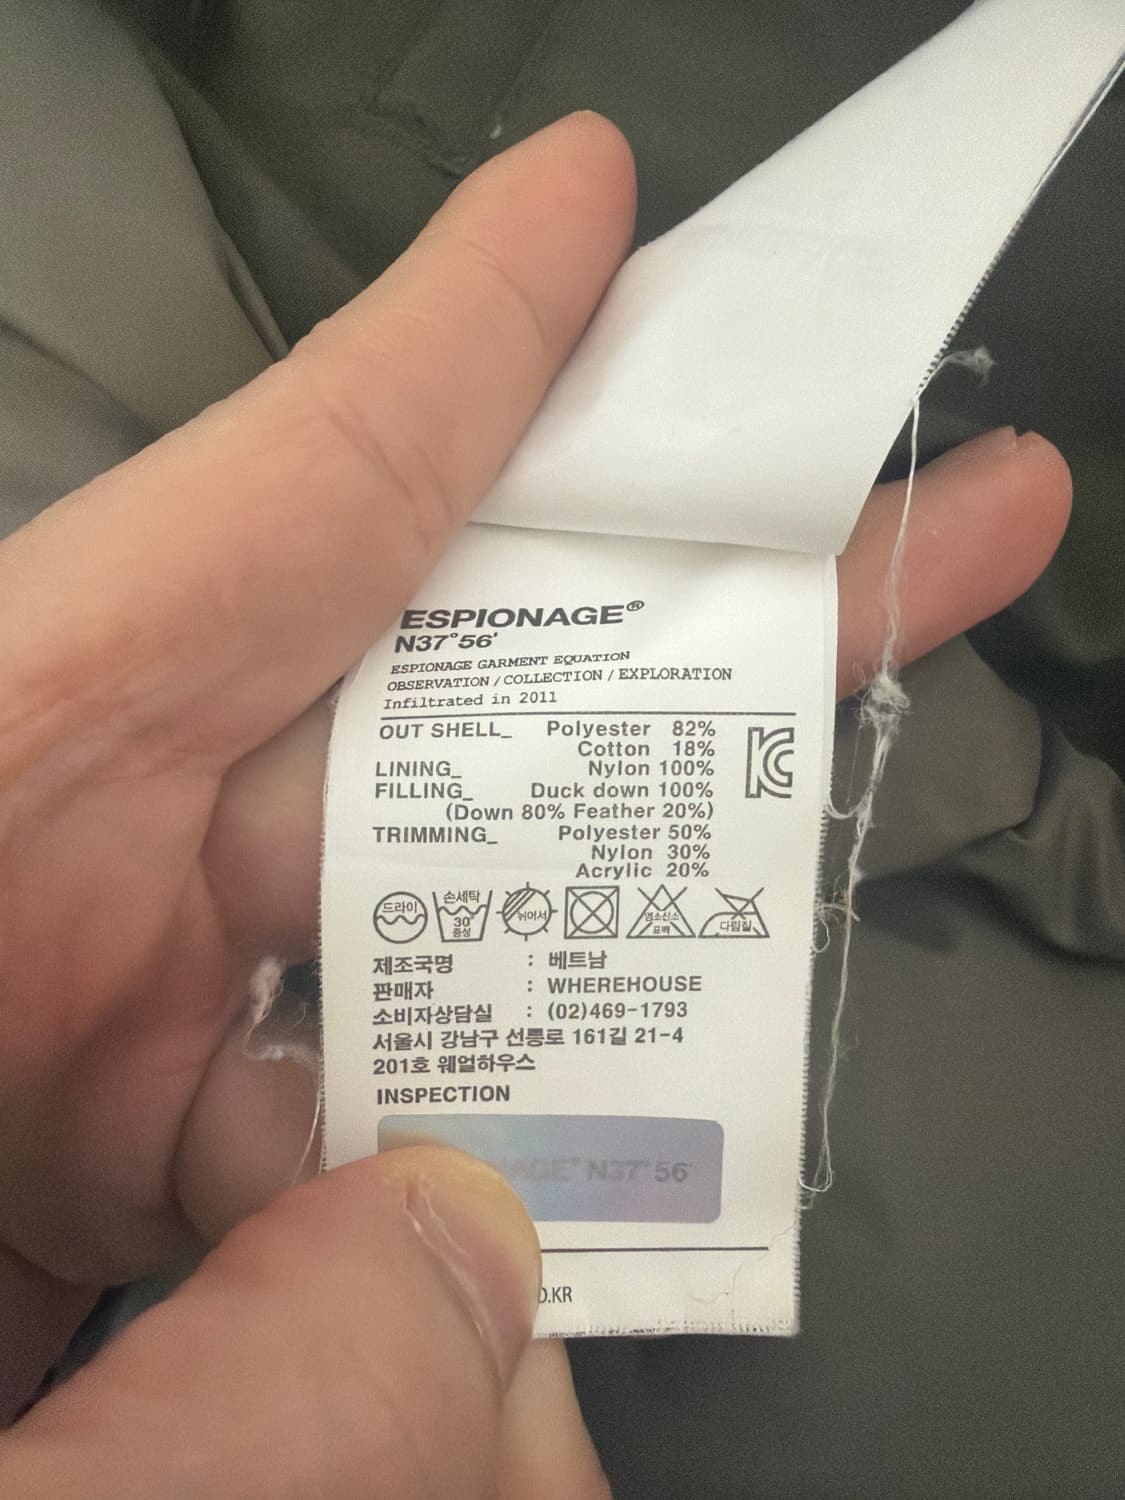 ESPIONAGE®
N37°56'
ESPIONAGE GARMENT EQUATION
OBSERVATION / COLLECTION / EXPLORATION
Infiltrated in 2011
OUT SHELL_ Polyester 82%
Cotton 18%
LINING_ Nylon 100%
FILLING_ Duck down 100%
(Down 80% Feather 20%)
TRIMMING_ Polyester 50%
Nylon 30%
Acrylic 20%
드라이 손세탁 30° 중성 뉘어서 염소산소 표백 다림질
제조국명 : 베트남
판매자 : WHEREHOUSE
소비자상담실 : (02)469-1793
서울시 강남구 선릉로 161길 21-4
201호 웨얼하우스
INSPECTION
N37°56'
.KR